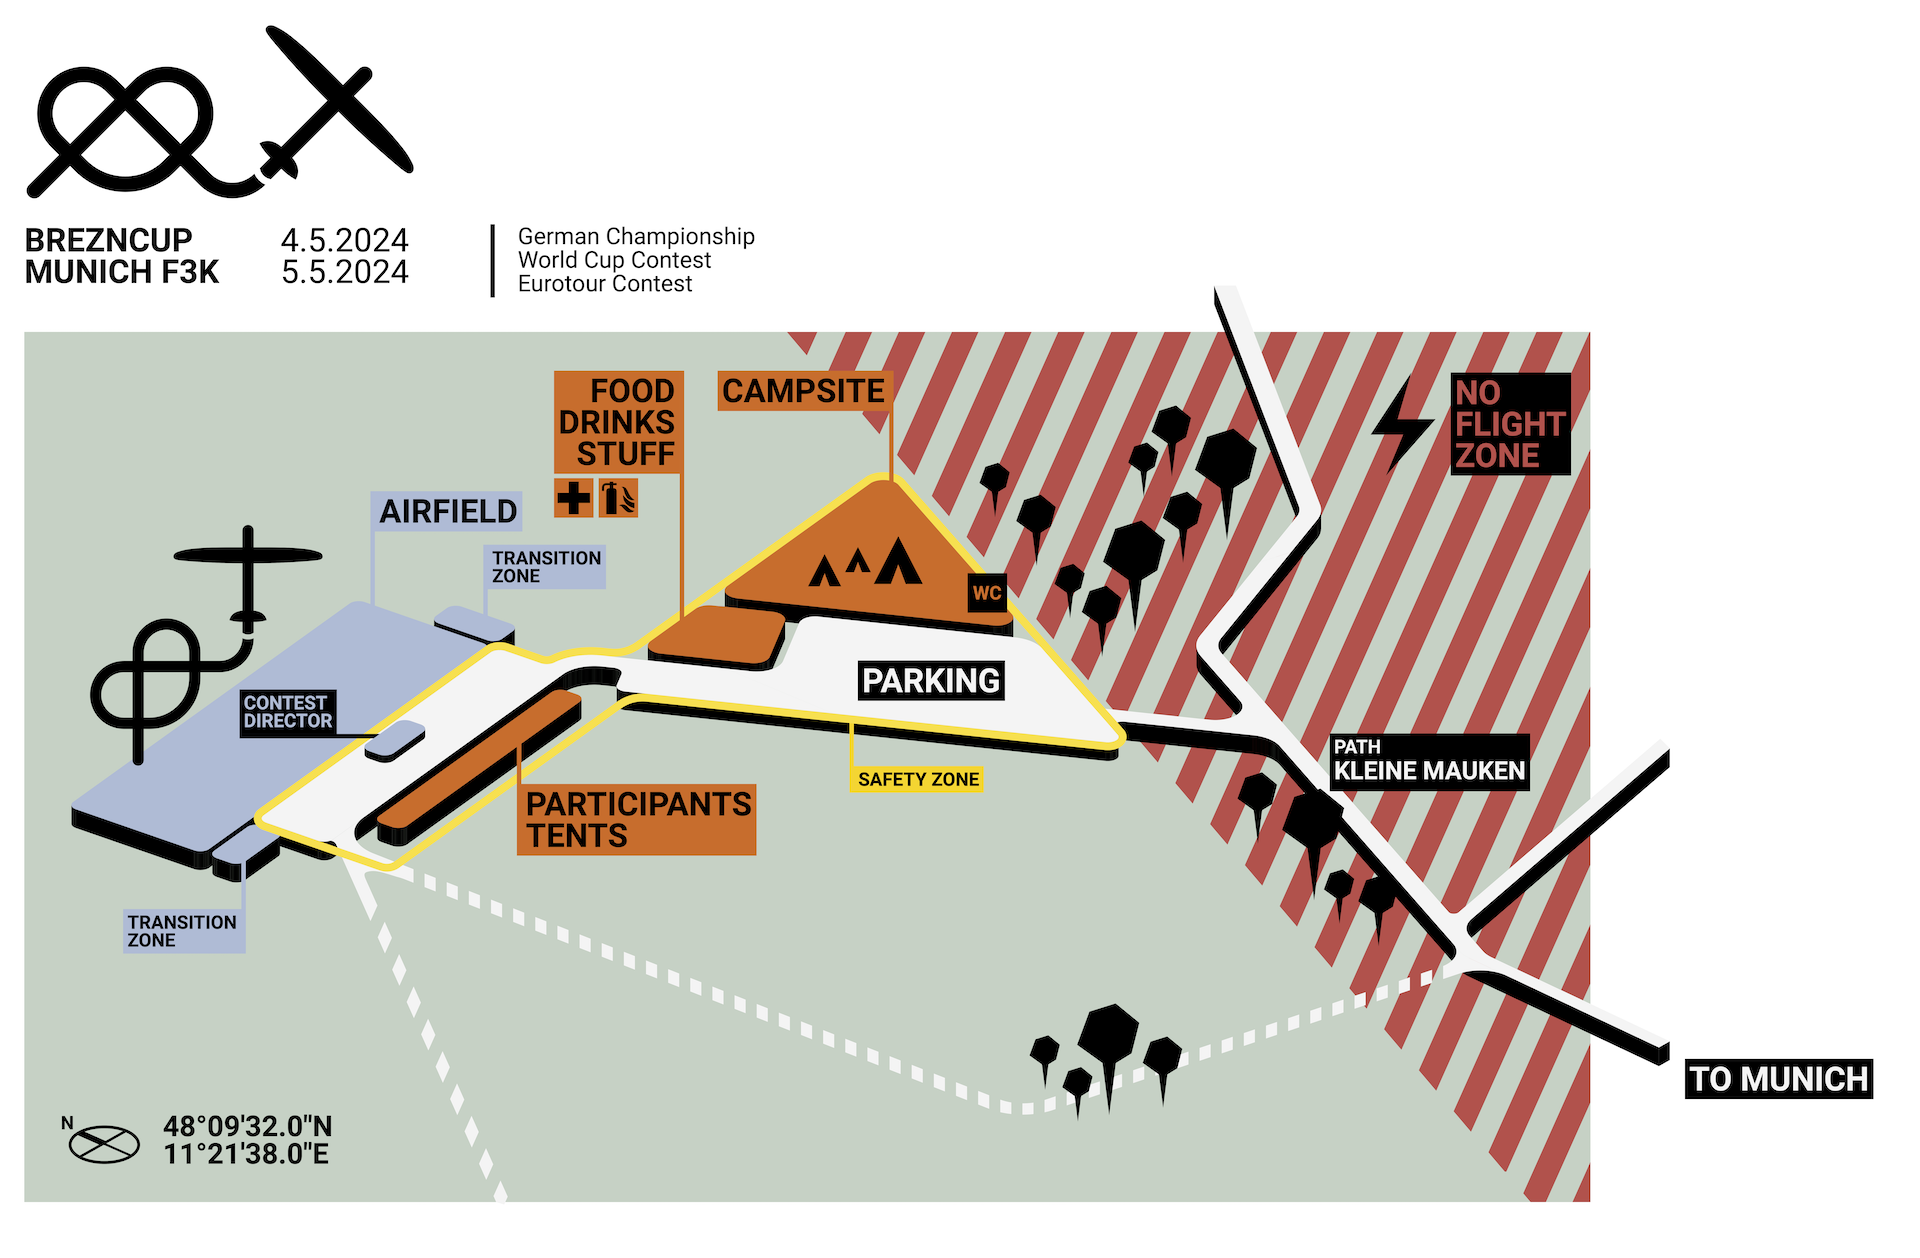 BREZNCUP
MUNICH F3K
4.5.2024
5.5.2024
German Championship
World Cup Contest
Eurotour Contest
FOOD
DRINKS
STUFF
CAMPSITE
NO
FLIGHT
ZONE
AIRFIELD
TRANSITION
ZONE
WC
CONTEST
DIRECTOR
PARKING
PATH
KLEINE MAUKEN
SAFETY ZONE
PARTICIPANTS
TENTS
TRANSITION
ZONE
TO MUNICH
N
48°09'32.0"N
11°21'38.0"E